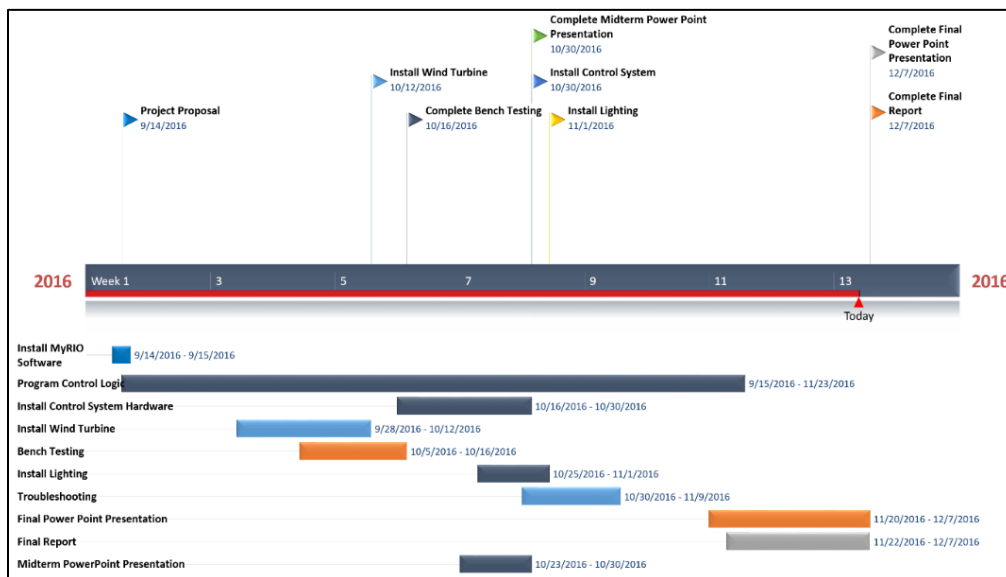 Complete Midterm Power Point
Presentation
10/30/2016
Complete Final
Power Point
Presentation
12/7/2016
Install Wind Turbine
10/12/2016
Install Control System
10/30/2016
Project Proposal
9/14/2016
Complete Bench Testing
10/16/2016
Install Lighting
11/1/2016
Complete Final
Report
12/7/2016
2016 Week 1 3 5 7 9 11 13 2016
Today
Install MyRIO
Software
9/14/2016 - 9/15/2016
Program Control Logic 9/15/2016 - 11/23/2016
Install Control System Hardware 10/16/2016 - 10/30/2016
Install Wind Turbine 9/28/2016 - 10/12/2016
Bench Testing 10/5/2016 - 10/16/2016
Install Lighting 10/25/2016 - 11/1/2016
Troubleshooting 10/30/2016 - 11/9/2016
Final Power Point Presentation 11/20/2016 - 12/7/2016
Final Report 11/22/2016 - 12/7/2016
Midterm PowerPoint Presentation 10/23/2016 - 10/30/2016